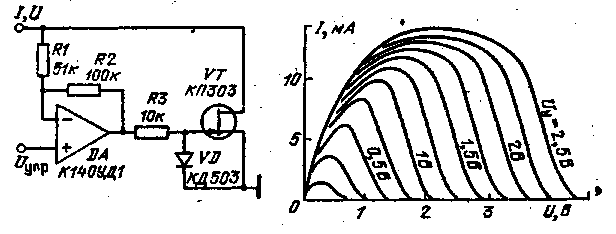 I,U
R1
51к
R2
100к
R3
10к
VT
КП303
-
+
Uупр
DA
К140УД1
VD
КД503
I, мА
10
5
0
0,5в
1в
1,5в
2в
Uу=2,5в
1
2
3
U, В